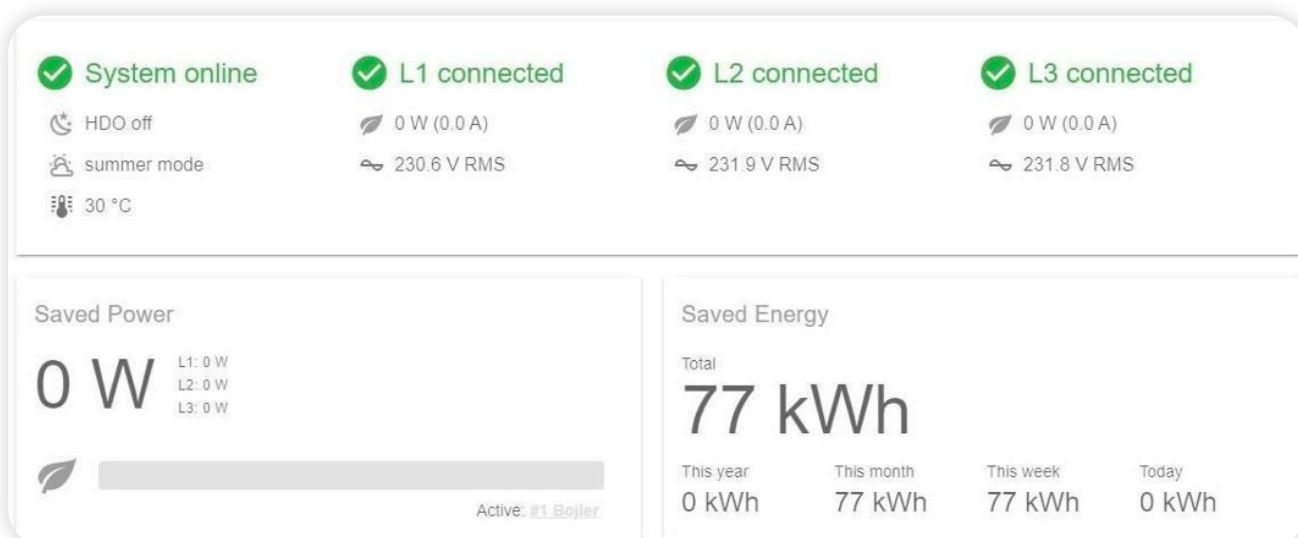 System online
HDO off
summer mode
30 °C
L1 connected
0 W (0.0 A)
230.6 V RMS
L2 connected
0 W (0.0 A)
231.9 V RMS
L3 connected
0 W (0.0 A)
231.8 V RMS
Saved Power
0 W
L1: 0 W
L2: 0 W
L3: 0 W
Active: #1 Bojler
Saved Energy
Total
77 kWh
This year
0 kWh
This month
77 kWh
This week
77 kWh
Today
0 kWh